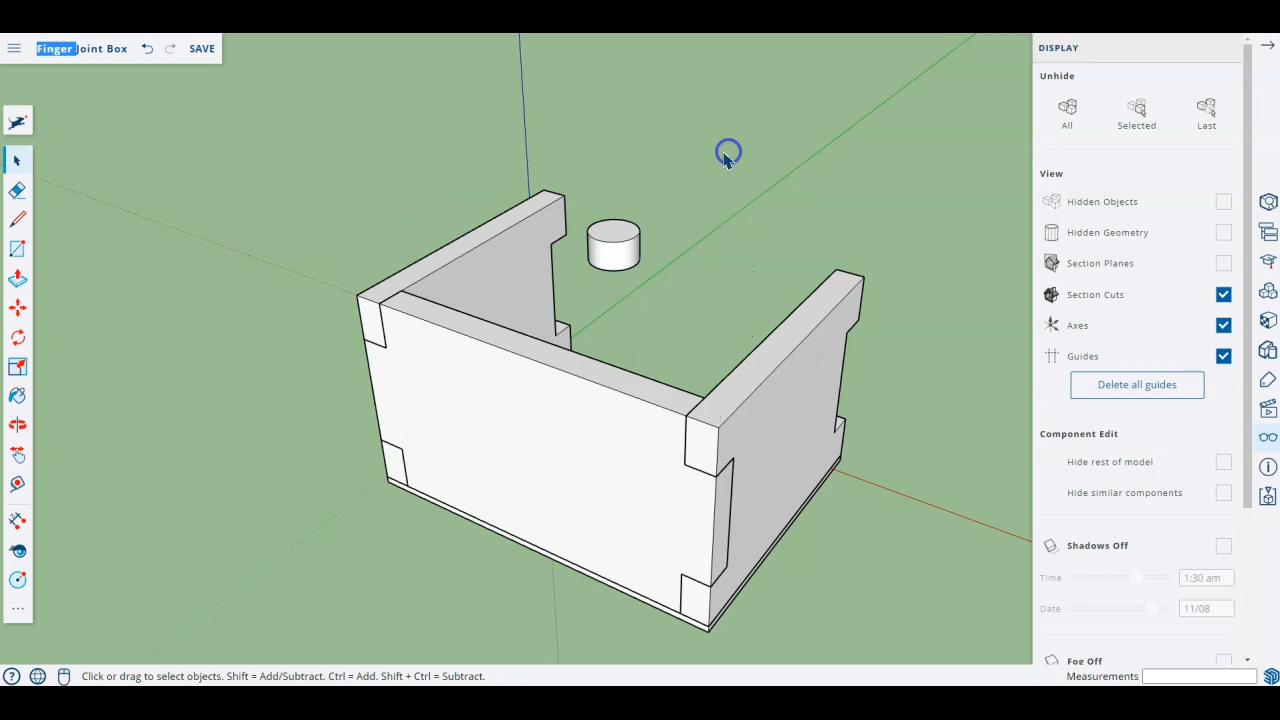 Finger Joint Box
SAVE
DISPLAY
Unhide
All
Selected
Last
View
Hidden Objects
Hidden Geometry
Section Planes
Section Cuts
Axes
Guides
Delete all guides
Component Edit
Hide rest of model
Hide similar components
Shadows Off
Time
1:30 am
Date
11/08
Fog Off
Click or drag to select objects. Shift = Add/Subtract. Ctrl = Add. Shift + Ctrl = Subtract.
Measurements